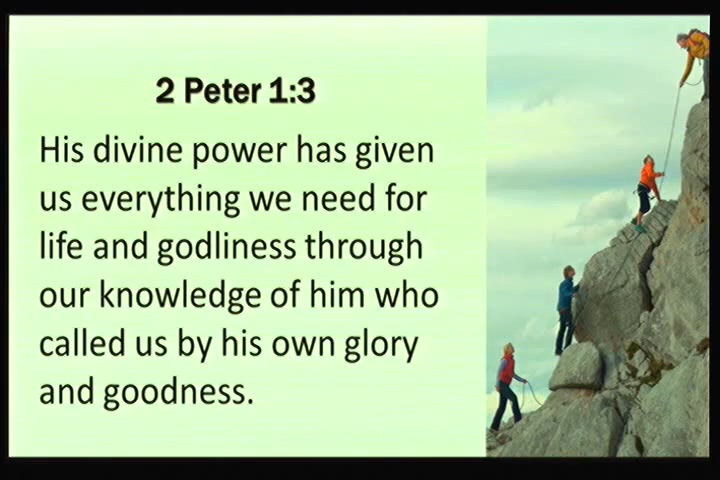 2 Peter 1:3
His divine power has given
us everything we need for
life and godliness through
our knowledge of him who
called us by his own glory
and goodness.